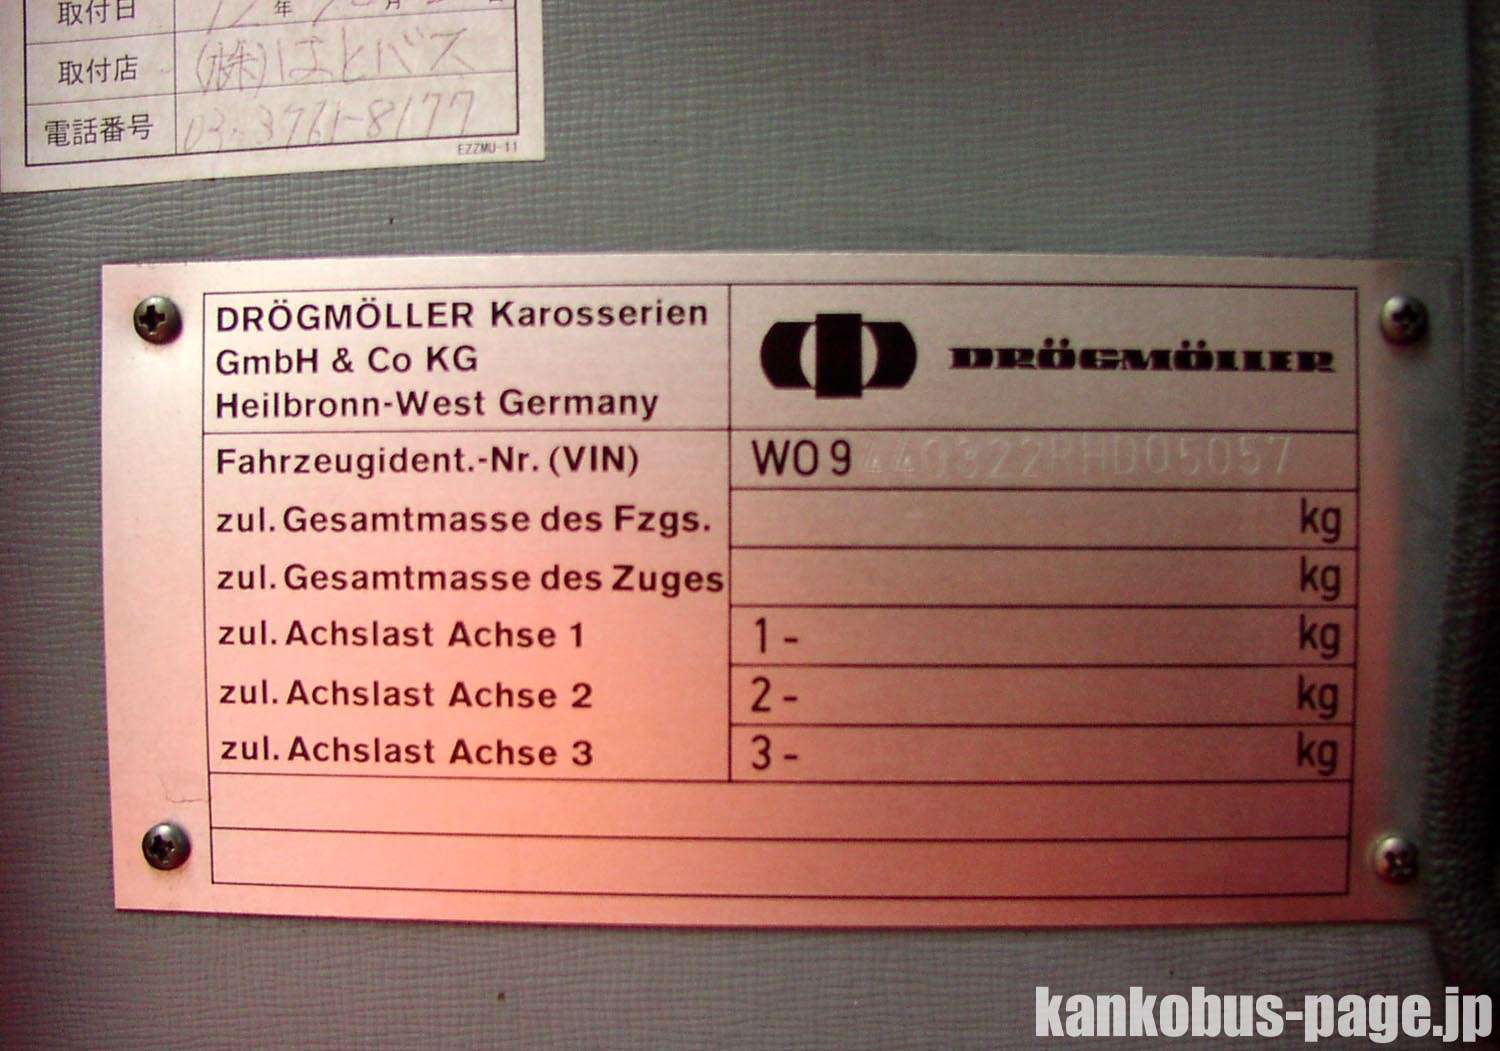 取付日 年 月
取付店 (株)はとバス
電話番号 03-3761-8177
EZZMU-11
DRÖGMÖLLER Karosserien
GmbH & Co KG
Heilbronn-West Germany
DRÖGMÖLLER
Fahrzeugident.-Nr. (VIN) WO9440322RHD05057
zul. Gesamtmasse des Fzgs. kg
zul. Gesamtmasse des Zuges kg
zul. Achslast Achse 1 1- kg
zul. Achslast Achse 2 2- kg
zul. Achslast Achse 3 3- kg
kankobus-page.jp